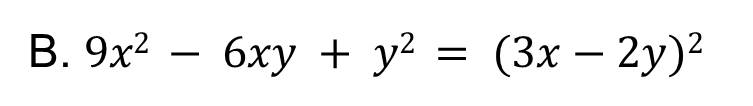 B. 9x² − 6xy + y² = (3x − 2y)²